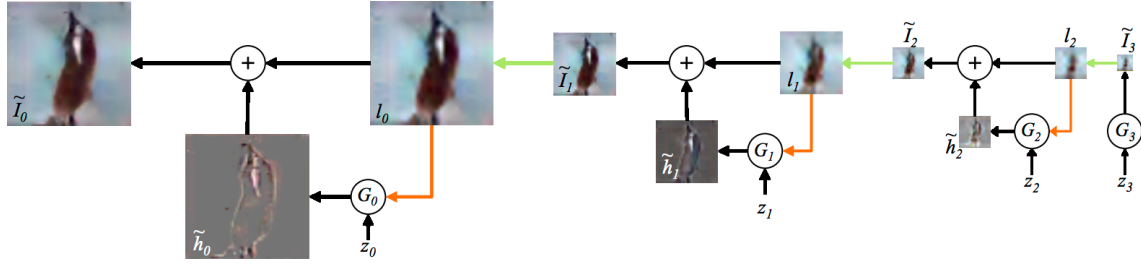 Ĩ₀
+
h̃₀
G₀
z₀
l₀
Ĩ₁
+
h̃₁
G₁
z₁
l₁
Ĩ₂
+
h̃₂
G₂
z₂
l₂
Ĩ₃
G₃
z₃